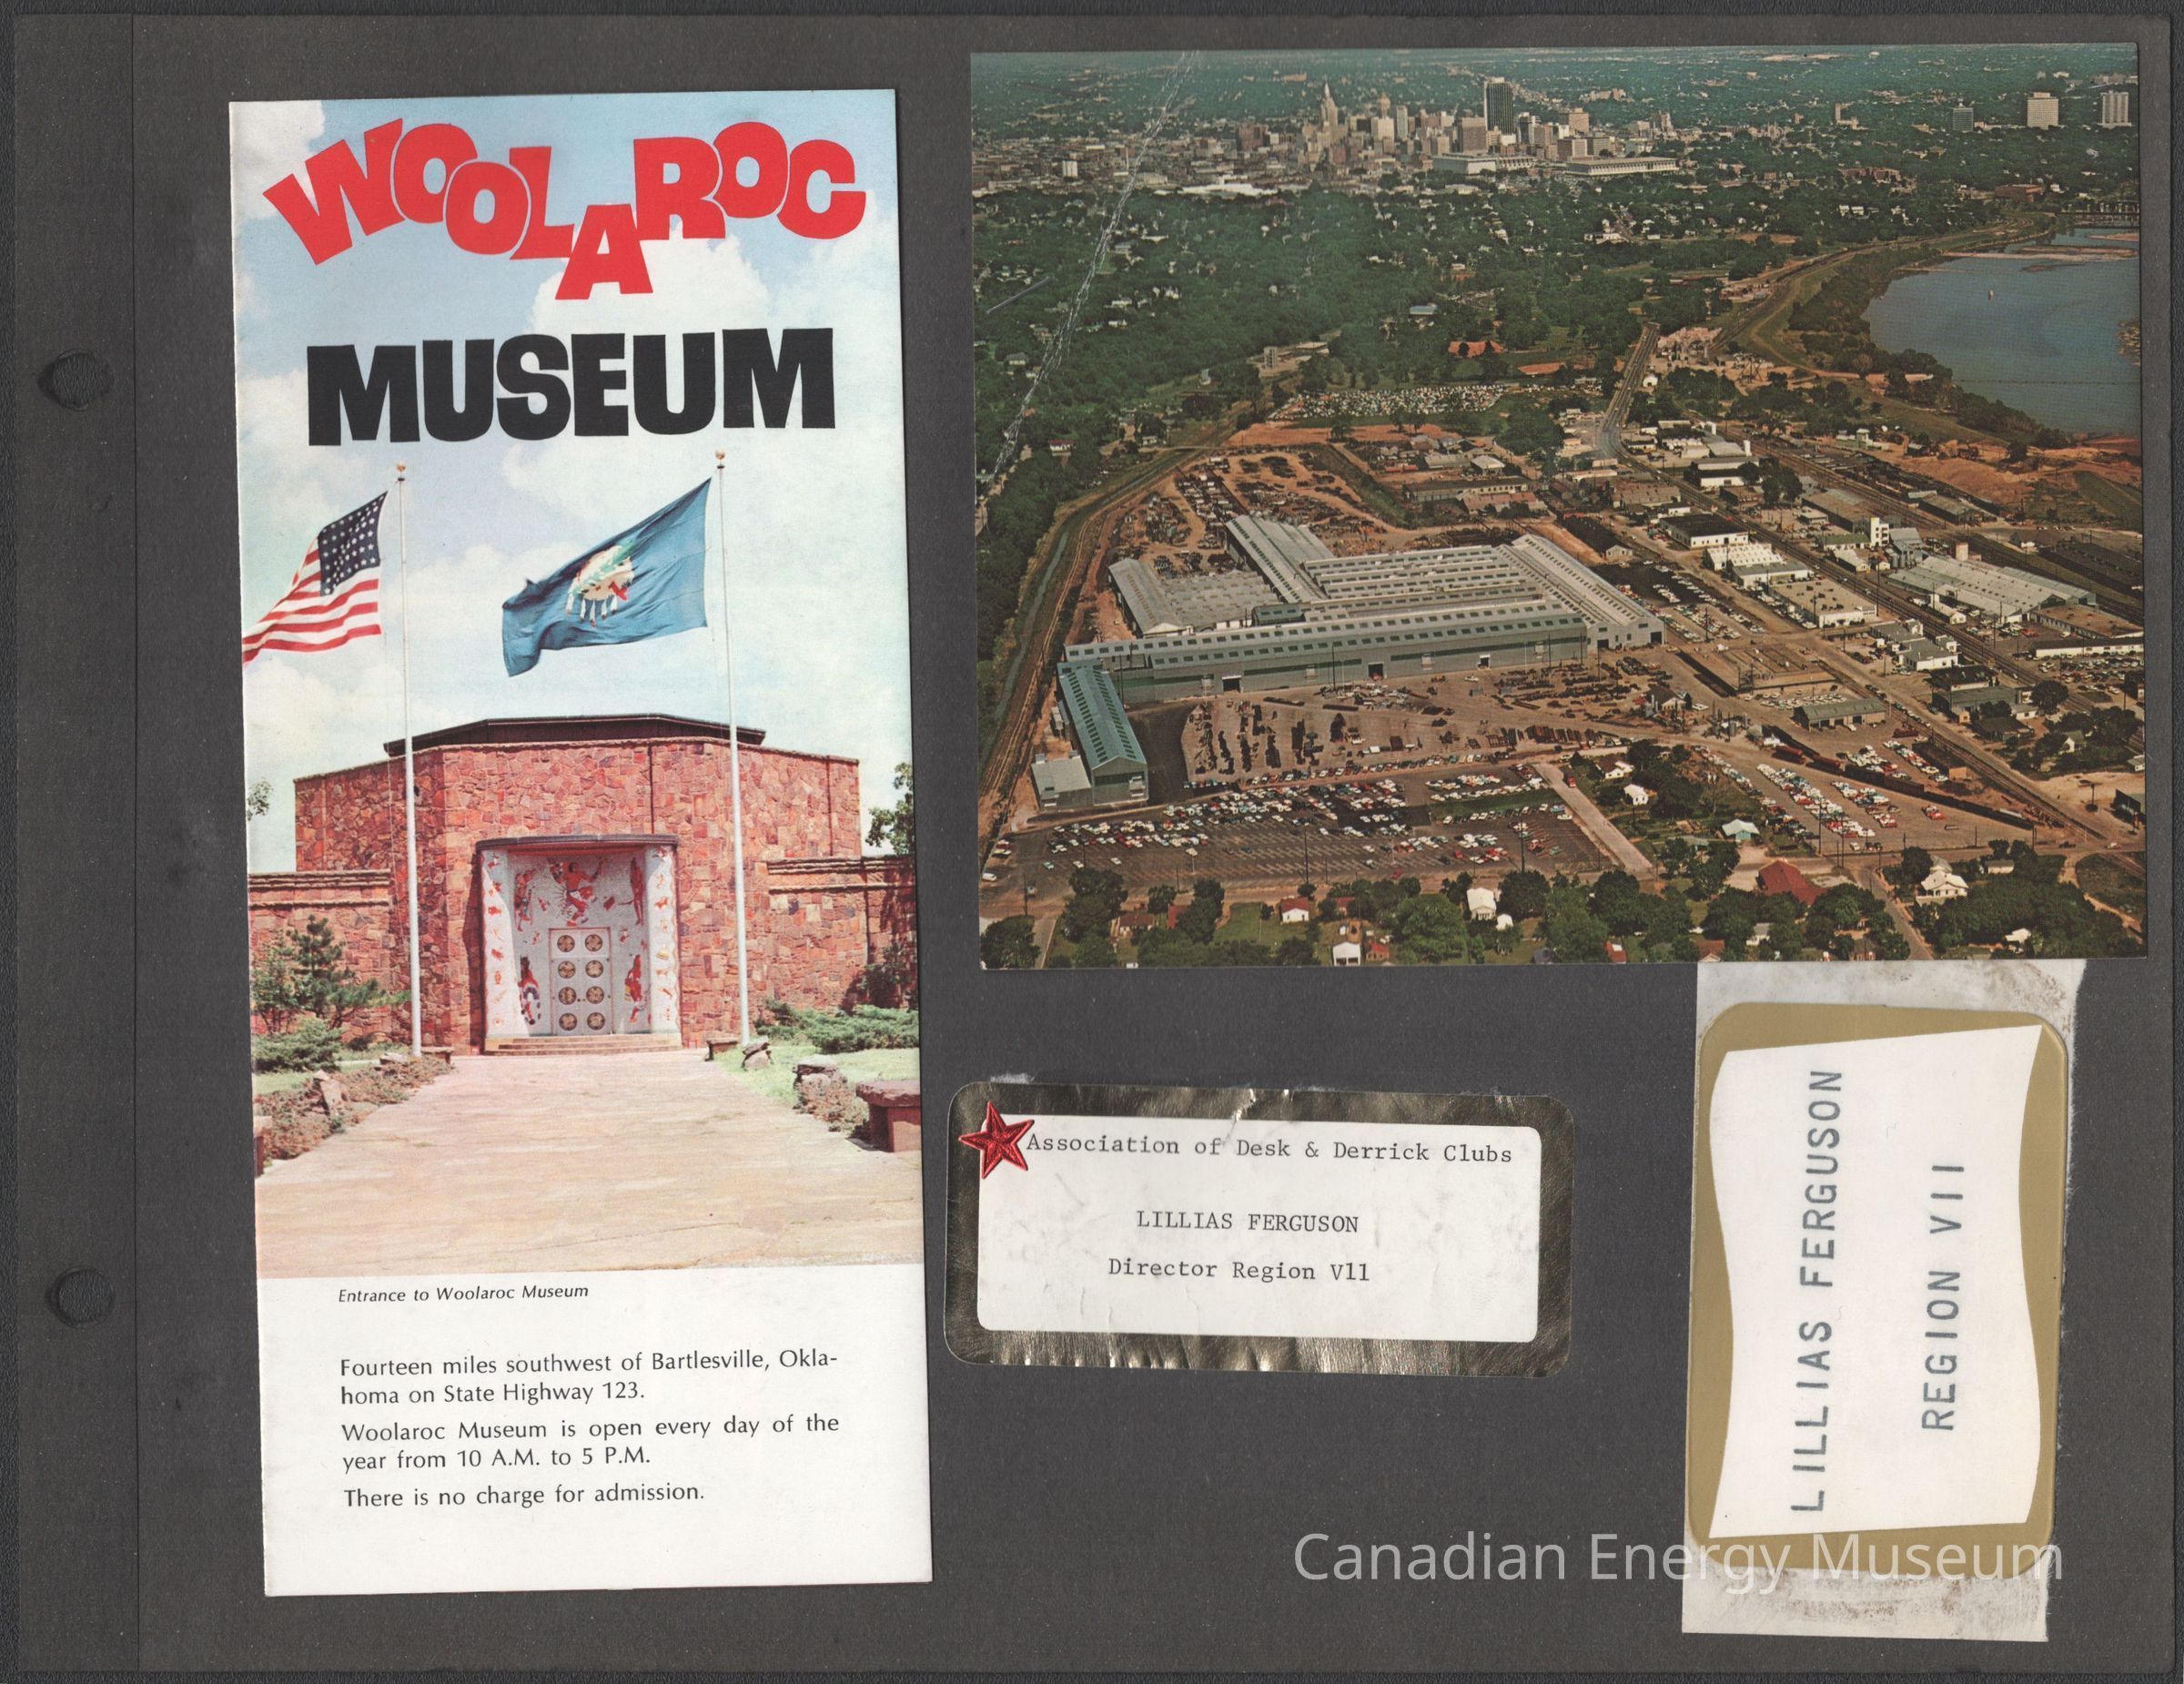 WOOLAROC
MUSEUM
Entrance to Woolaroc Museum
Fourteen miles southwest of Bartlesville, Okla-
homa on State Highway 123.
Woolaroc Museum is open every day of the
year from 10 A.M. to 5 P.M.
There is no charge for admission.
Association of Desk & Derrick Clubs
LILLIAS FERGUSON
Director Region V11
LILLIAS FERGUSON
REGION VII
Canadian Energy Museum